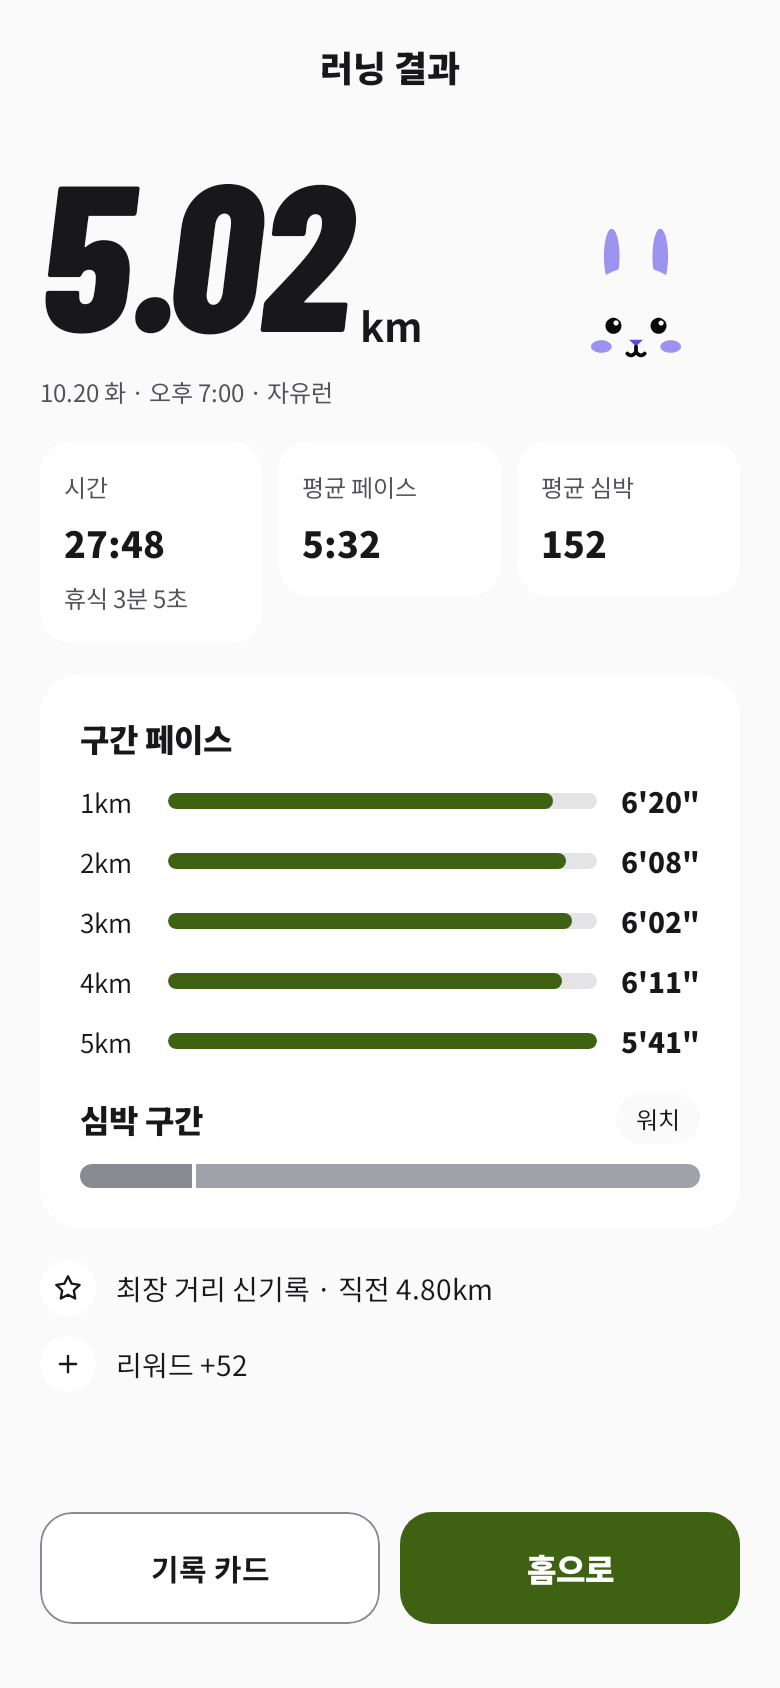 러닝 결과
5.02 km
10.20 화 · 오후 7:00 · 자유런
시간
27:48
휴식 3분 5초
평균 페이스
5:32
평균 심박
152
구간 페이스
1km 6'20"
2km 6'08"
3km 6'02"
4km 6'11"
5km 5'41"
심박 구간 워치
최장 거리 신기록 · 직전 4.80km
리워드 +52
기록 카드
홈으로